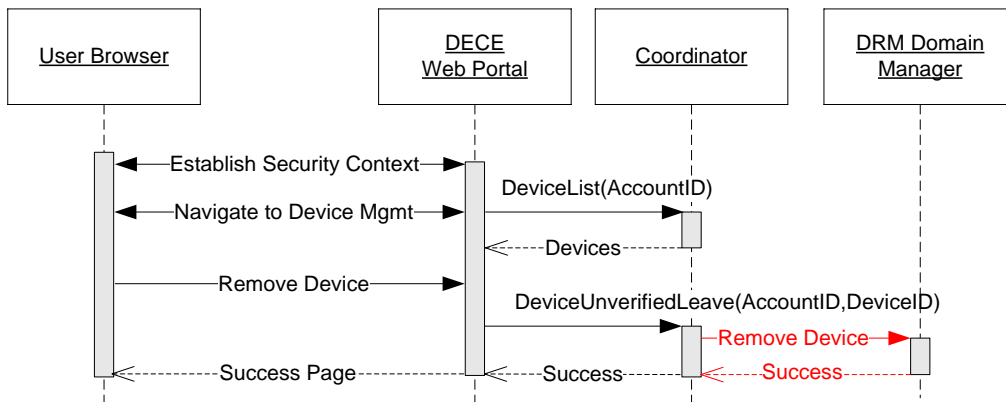 User Browser
DECE
Web Portal
Coordinator
DRM Domain
Manager
Establish Security Context
DeviceList(AccountID)
Navigate to Device Mgmt
Devices
Remove Device
DeviceUnverifiedLeave(AccountID,DeviceID)
Remove Device
Success Page
Success
Success